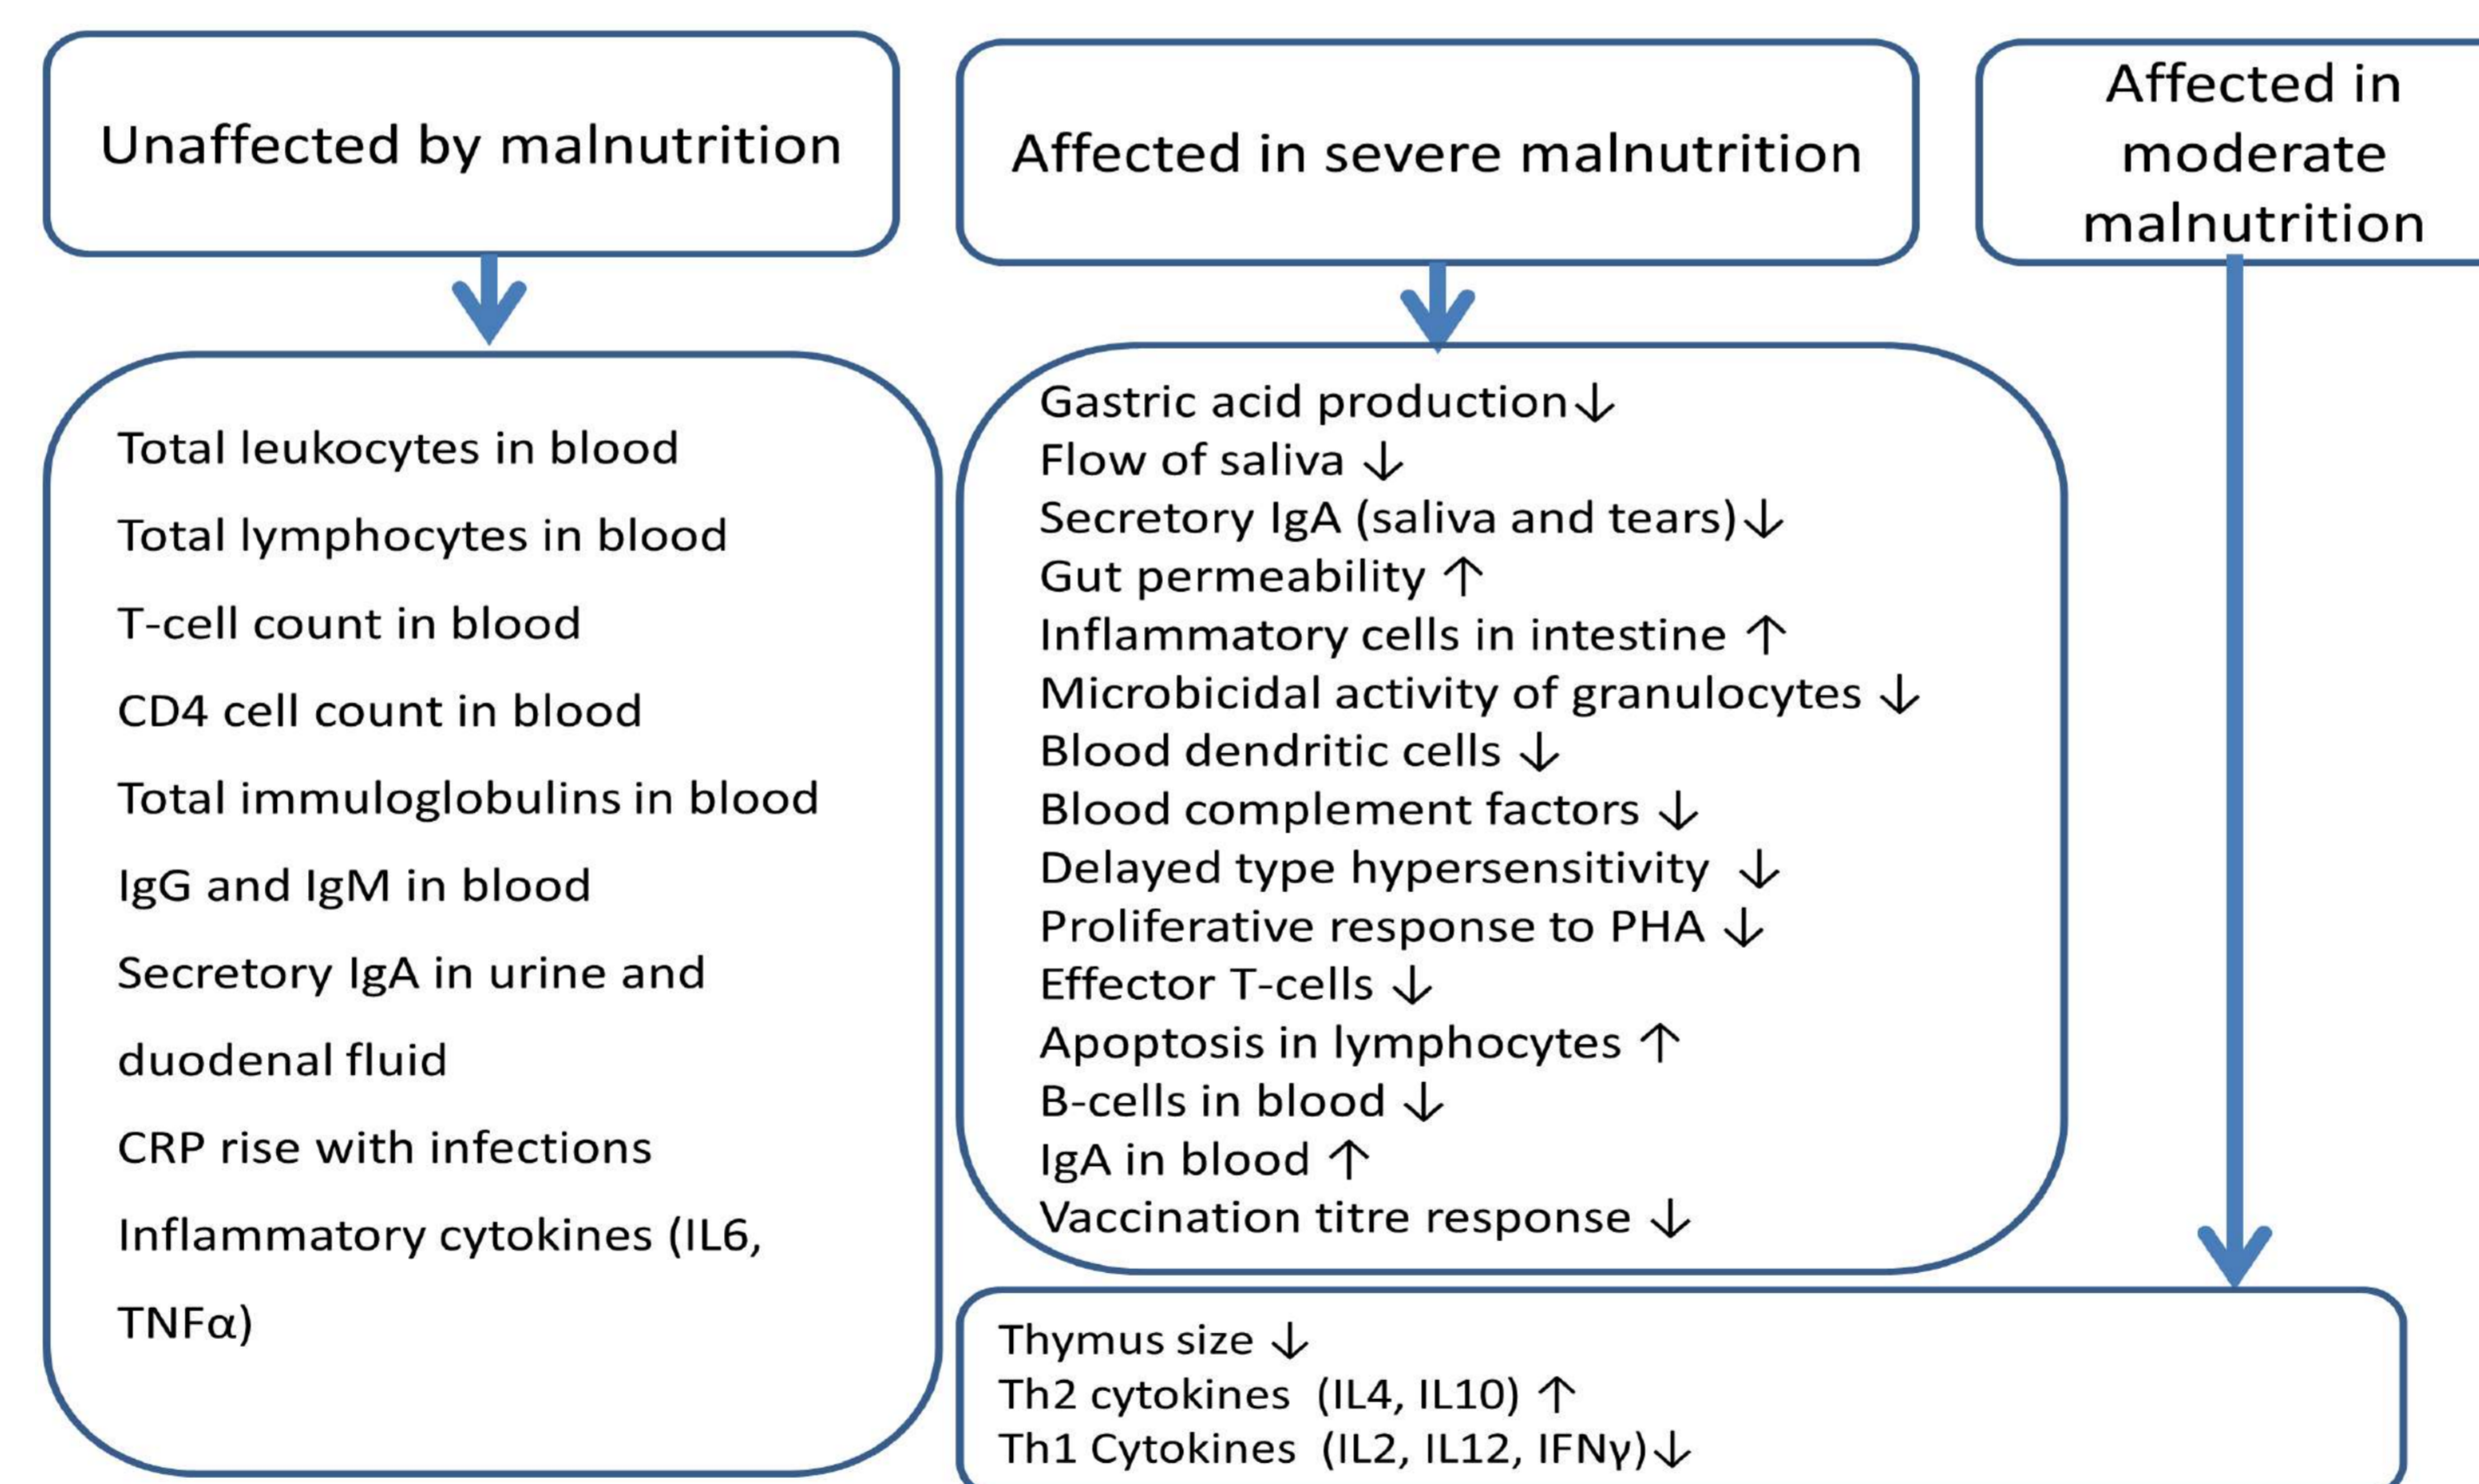 Unaffected by malnutrition
Affected in severe malnutrition
Affected in
moderate
malnutrition
Total leukocytes in blood
Total lymphocytes in blood
T-cell count in blood
CD4 cell count in blood
Total immuloglobulins in blood
IgG and IgM in blood
Secretory IgA in urine and
duodenal fluid
CRP rise with infections
Inflammatory cytokines (IL6,
TNFα)
Gastric acid production↓
Flow of saliva ↓
Secretory IgA (saliva and tears)↓
Gut permeability ↑
Inflammatory cells in intestine ↑
Microbicidal activity of granulocytes ↓
Blood dendritic cells ↓
Blood complement factors ↓
Delayed type hypersensitivity ↓
Proliferative response to PHA ↓
Effector T-cells ↓
Apoptosis in lymphocytes ↑
B-cells in blood ↓
IgA in blood ↑
Vaccination titre response ↓
Thymus size ↓
Th2 cytokines (IL4, IL10) ↑
Th1 Cytokines (IL2, IL12, IFNγ)↓